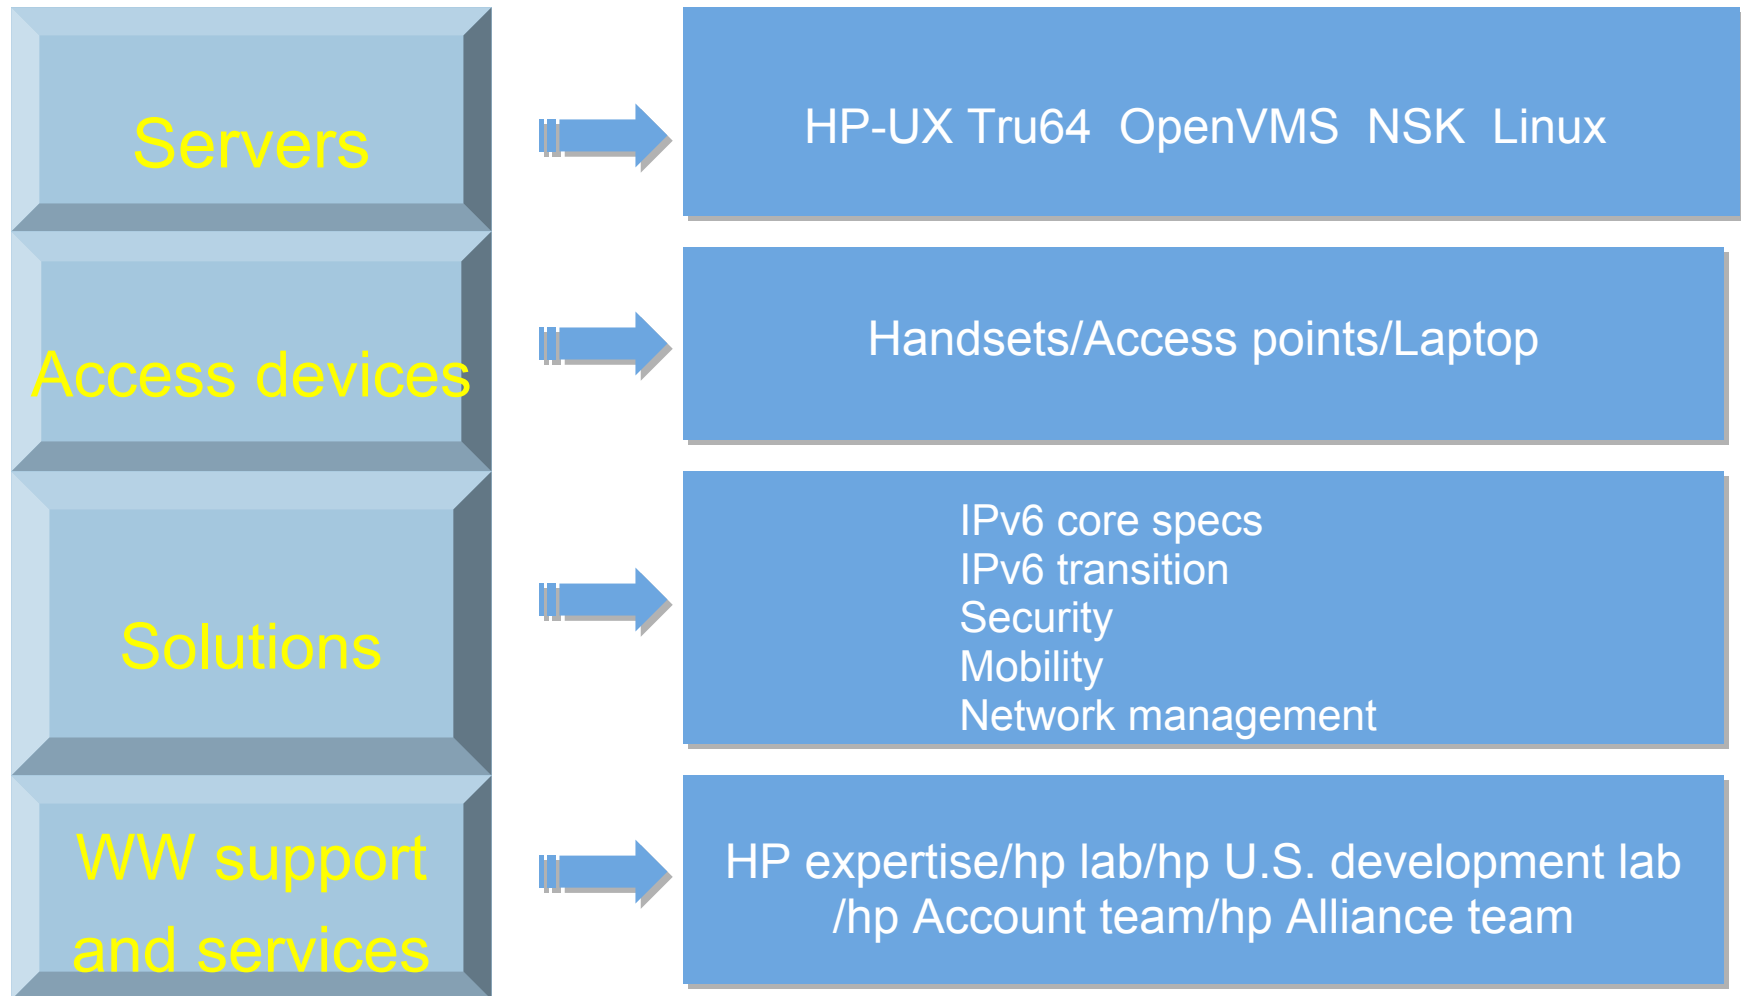 Servers
HP-UX Tru64  OpenVMS  NSK  Linux
Access devices
Handsets/Access points/Laptop
Solutions
IPv6 core specs
IPv6 transition
Security
Mobility
Network management
WW support
and services
HP expertise/hp lab/hp U.S. development lab
/hp Account team/hp Alliance team